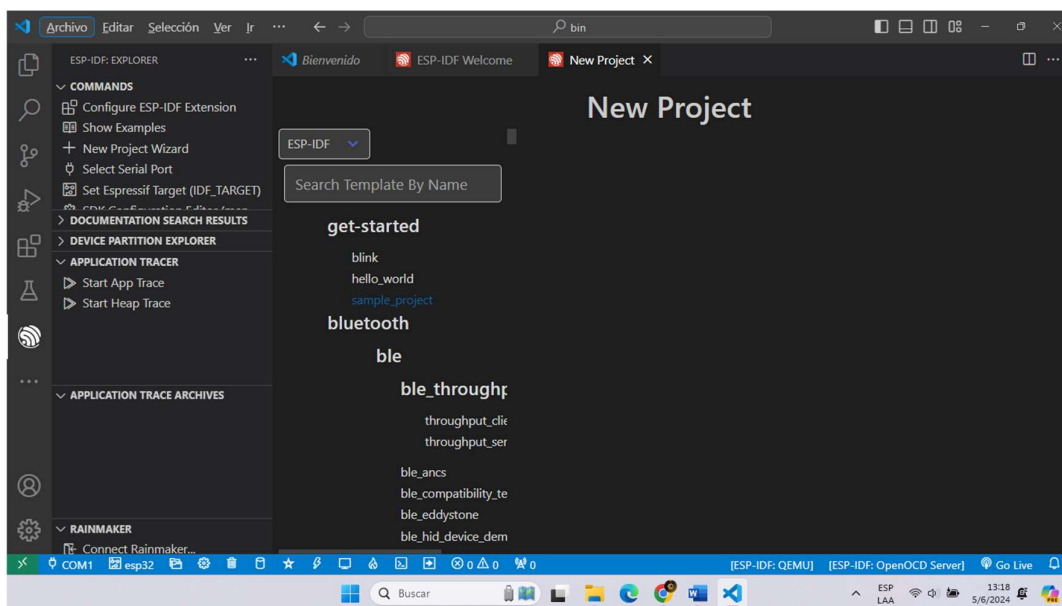 Archivo Editar Selección Ver Ir ··· bin
ESP-IDF: EXPLORER ···
COMMANDS
Configure ESP-IDF Extension
Show Examples
New Project Wizard
Select Serial Port
Set Espressif Target (IDF_TARGET)
DOCUMENTATION SEARCH RESULTS
DEVICE PARTITION EXPLORER
APPLICATION TRACER
Start App Trace
Start Heap Trace
APPLICATION TRACE ARCHIVES
RAINMAKER
Connect Rainmaker...
Bienvenido ESP-IDF Welcome New Project
New Project
ESP-IDF
Search Template By Name
get-started
blink
hello_world
sample_project
bluetooth
ble
ble_throughp
throughput_clie
throughput_ser
ble_ancs
ble_compatibility_te
ble_eddystone
ble_hid_device_dem
COM1 esp32 0 0 0 [ESP-IDF: QEMU] [ESP-IDF: OpenOCD Server] Go Live
Buscar
ESP
LAA
13:18
5/6/2024